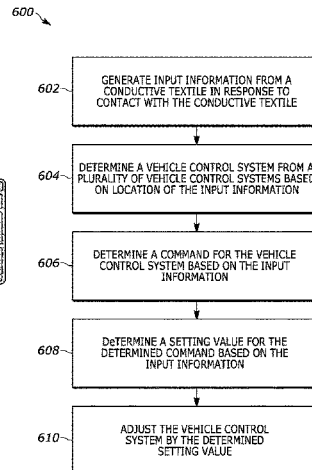 600
602
GENERATE INPUT INFORMATION FROM A
CONDUCTIVE TEXTILE IN RESPONSE TO
CONTACT WITH THE CONDUCTIVE TEXTILE
604
DETERMINE A VEHICLE CONTROL SYSTEM FROM A
PLURALITY OF VEHICLE CONTROL SYSTEMS BASED
ON LOCATION OF THE INPUT INFORMATION
606
DETERMINE A COMMAND FOR THE VEHICLE
CONTROL SYSTEM BASED ON THE INPUT
INFORMATION
608
DeTERMINE A SETTING VALUE FOR THE
DETERMINED COMMAND BASED ON THE
INPUT INFORMATION
610
ADJUST THE VEHICLE CONTROL
SYSTEM BY THE DETERMINED
SETTING VALUE